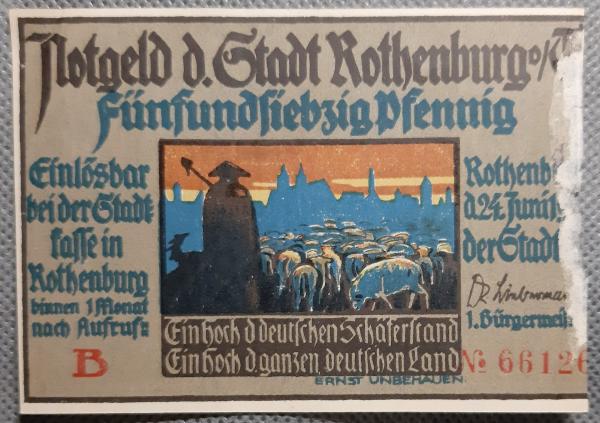 Notgeld d. Stadt Rothenburg o/T
Fünfundsiebzig Pfennig
Einlösbar
bei der Stadt-
kasse in
Rothenburg
binnen 1 Monat
nach Aufruf:
B
Ein hoch d deutschen Schäferstand
Ein hoch d. ganzen deutschen Land
ERNST UNBEHAUEN
Rothenb
d. 24. Juni
der Stadt
1. Bürgermei
No 66126